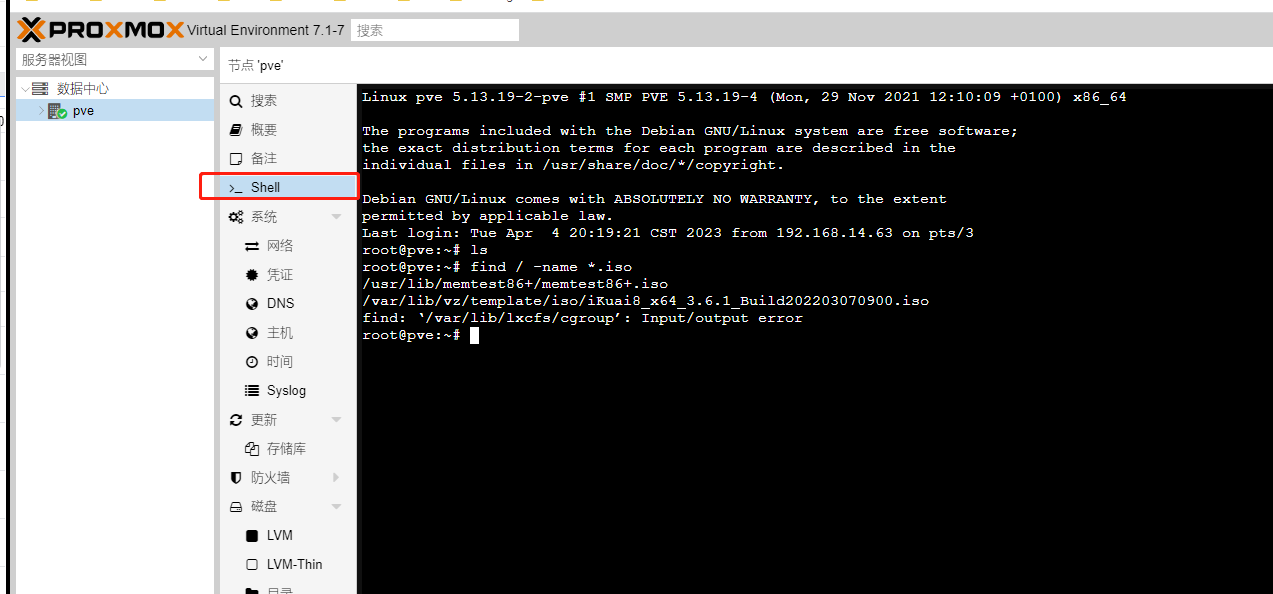 PROXMOX Virtual Environment 7.1-7 搜索
服务器视图
数据中心
pve
节点 'pve'
搜索
概要
备注
Shell
系统
网络
凭证
DNS
主机
时间
Syslog
更新
存储库
防火墙
磁盘
LVM
LVM-Thin
目录
Linux pve 5.13.19-2-pve #1 SMP PVE 5.13.19-4 (Mon, 29 Nov 2021 12:10:09 +0100) x86_64
The programs included with the Debian GNU/Linux system are free software;
the exact distribution terms for each program are described in the
individual files in /usr/share/doc/*/copyright.
Debian GNU/Linux comes with ABSOLUTELY NO WARRANTY, to the extent
permitted by applicable law.
Last login: Tue Apr  4 20:19:21 CST 2023 from 192.168.14.63 on pts/3
root@pve:~# ls
root@pve:~# find / -name *.iso
/usr/lib/memtest86+/memtest86+.iso
/var/lib/vz/template/iso/iKuai8_x64_3.6.1_Build202203070900.iso
find: ‘/var/lib/lxcfs/cgroup’: Input/output error
root@pve:~#